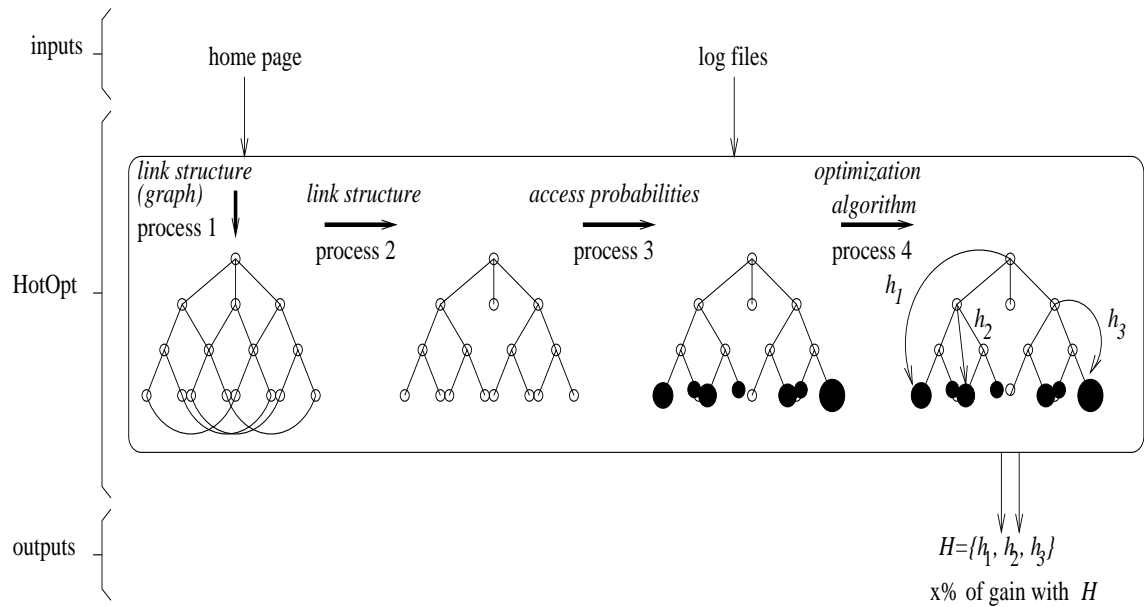 inputs
home page
log files
HotOpt
link structure
(graph)
process 1
link structure
process 2
access probabilities
process 3
optimization
algorithm
process 4
h1
h2
h3
outputs
H={h1, h2, h3}
x% of gain with H